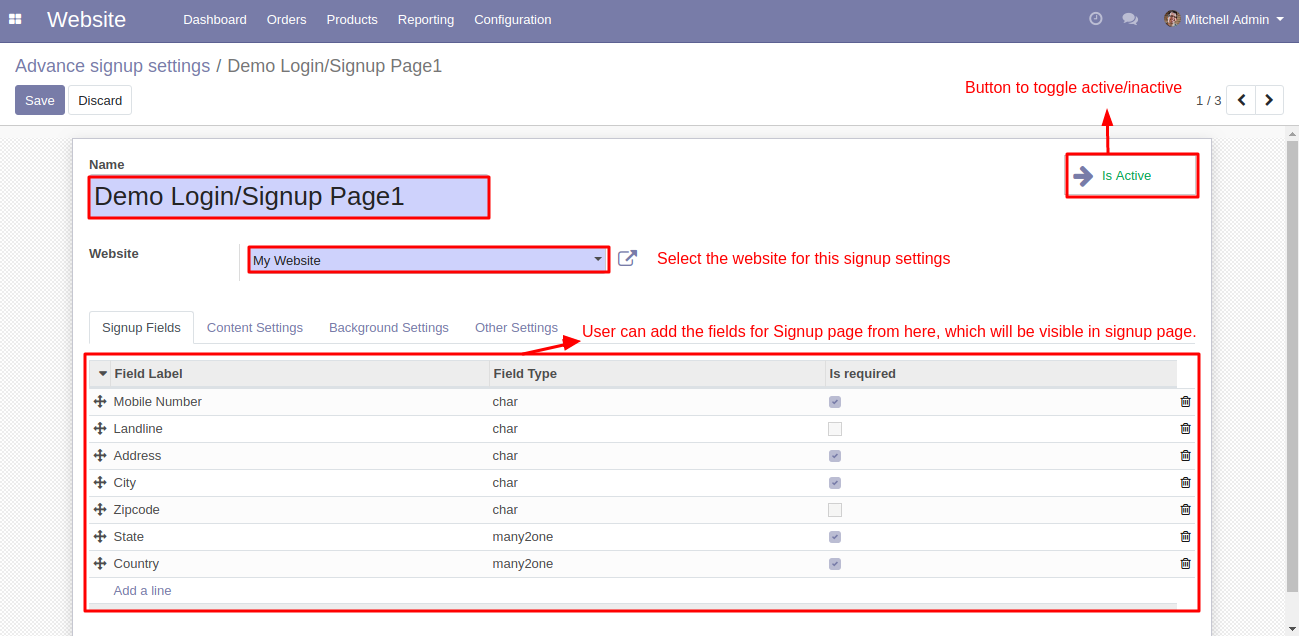 Website Dashboard Orders Products Reporting Configuration Mitchell Admin
Advance signup settings / Demo Login/Signup Page1
Button to toggle active/inactive
Save Discard 1 / 3
Name
Is Active
Demo Login/Signup Page1
Website My Website Select the website for this signup settings
Signup Fields Content Settings Background Settings Other Settings
User can add the fields for Signup page from here, which will be visible in signup page.
Field Label Field Type Is required
Mobile Number char
Landline char
Address char
City char
Zipcode char
State many2one
Country many2one
Add a line